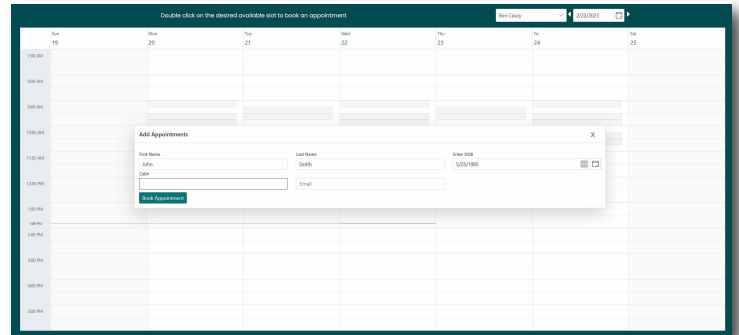 Double click on the desired available slot to book an appointment
Ben Casey
2/22/2023
Sun Mon Tue Wed Thu Fri Sat
19 20 21 22 23 24 25
7:00 AM
8:00 AM
9:00 AM
10:00 AM
Add Appointments X
11:00 AM
First Name Last Name Enter DOB
John Smith 5/25/1985
Cell#
Email
12:00 PM
Book Appointment
1:00 PM
2:00 PM
3:00 PM
4:00 PM
5:00 PM